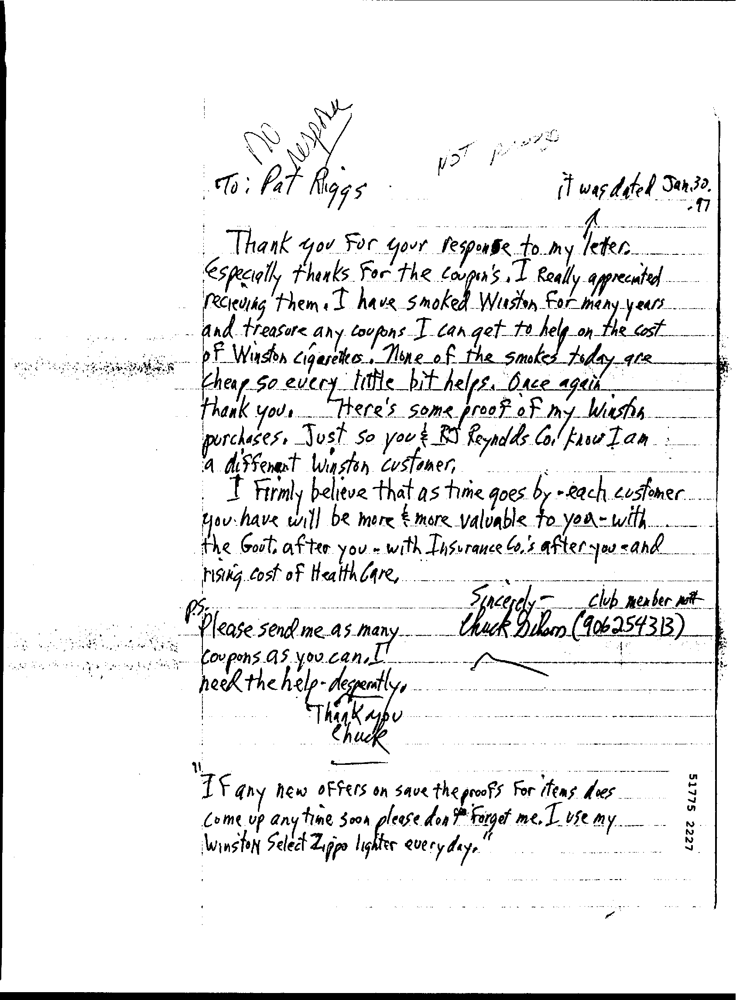 No
response
NOT
To: Pat Riggs
it was dated Jan. 30.
-97
Thank you For your response to my letter.
Especially thanks For the coupon's. I Really appreciated
recieving them. I have smoked Winston For many years
and treasure any coupons I can get to help on the cost
of Winston cigarettes. None of the smokes today are
cheap so every little bit helps. Once again
thank you. Here's some proof of my Winston
purchases. Just so you & RJ Reynolds Co. know I am
a different Winston customer.
I Firmly believe that as time goes by - each customer
you have will be more & more valuable to you - with
the Govt. after you - with Insurance Co.'s after you - and
rising cost of Health Care.
Sincerely - club member
Chuck (906254313)
P.S.
Please send me as many
coupons as you can. I
need the help - desperatly.
Thank you
Chuck
"If any new offers on save the proofs For items does
come up any time soon please don't Forget me. I use my
Winston Select Zippo lighter every day."
51775 2227